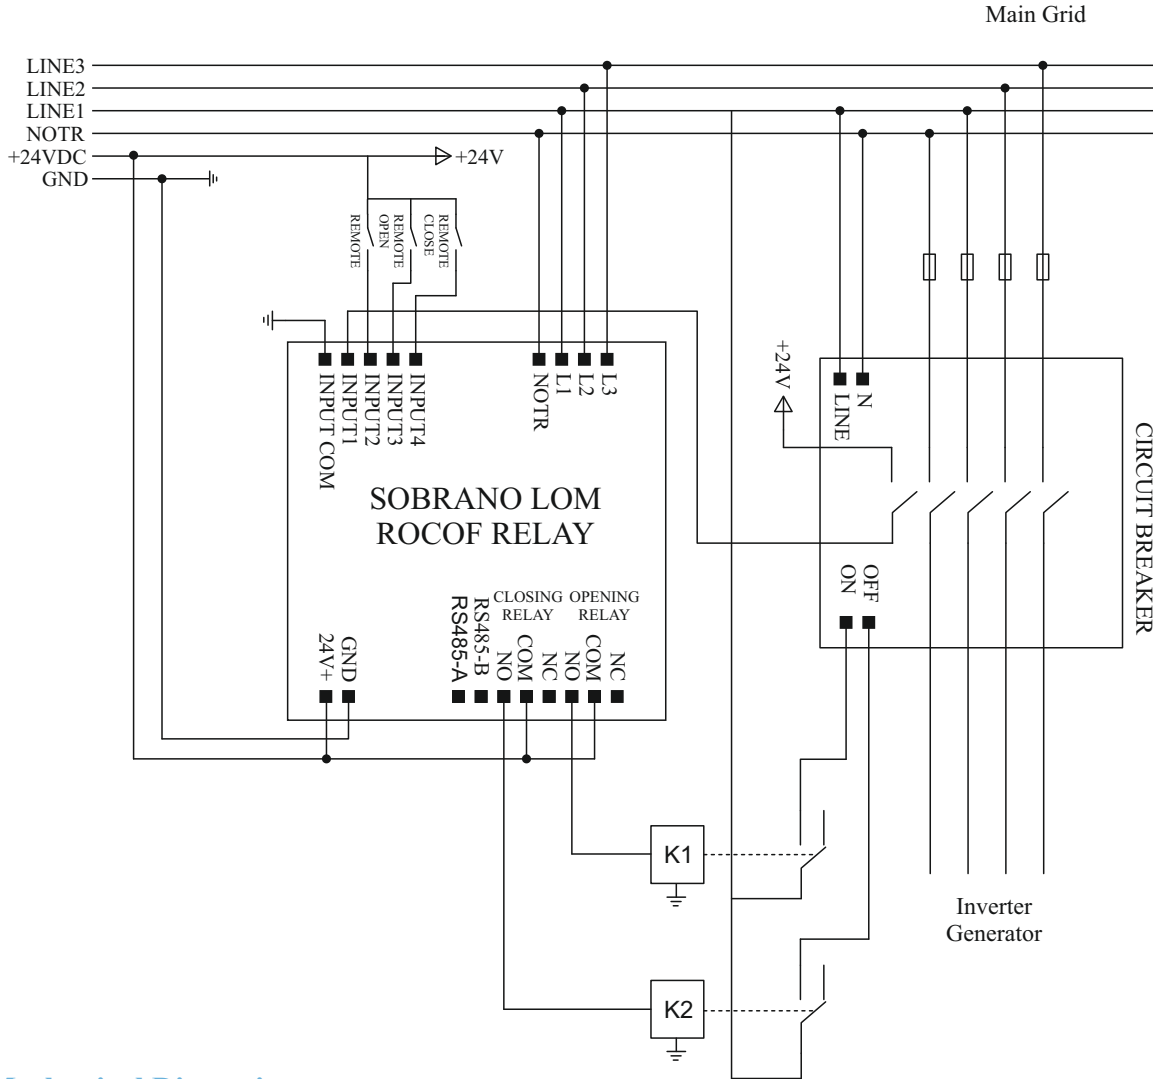 Main Grid
LINE3
LINE2
LINE1
NOTR
+24VDC
+24V
GND
REMOTE
REMOTE
OPEN
REMOTE
CLOSE
+24V
INPUT COM
INPUT1
INPUT2
INPUT3
INPUT4
NOTR
L1
L2
L3
LINE
N
CIRCUIT BREAKER
SOBRANO LOM
ROCOF RELAY
ON
OFF
CLOSING
RELAY
OPENING
RELAY
24V+
GND
RS485-A
RS485-B
NO
COM
NC
NO
COM
NC
K1
Inverter
Generator
K2